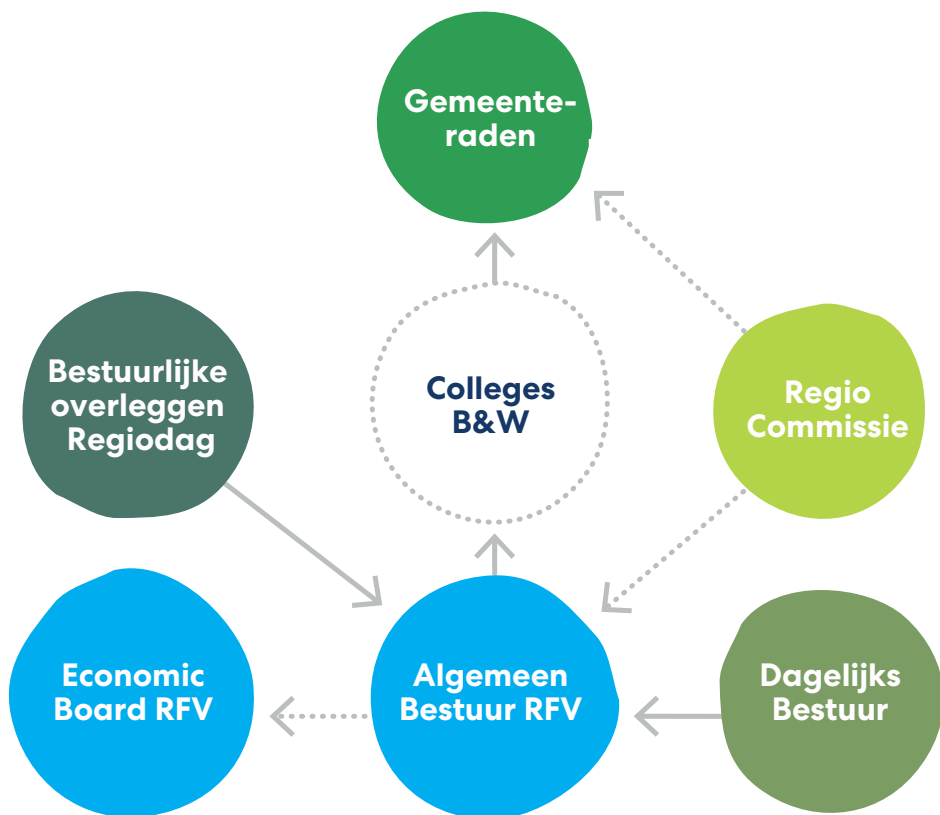 Gemeente-
raden
Bestuurlijke
overleggen
Regiodag
Colleges
B&W
Regio
Commissie
Economic
Board RFV
Algemeen
Bestuur RFV
Dagelijks
Bestuur